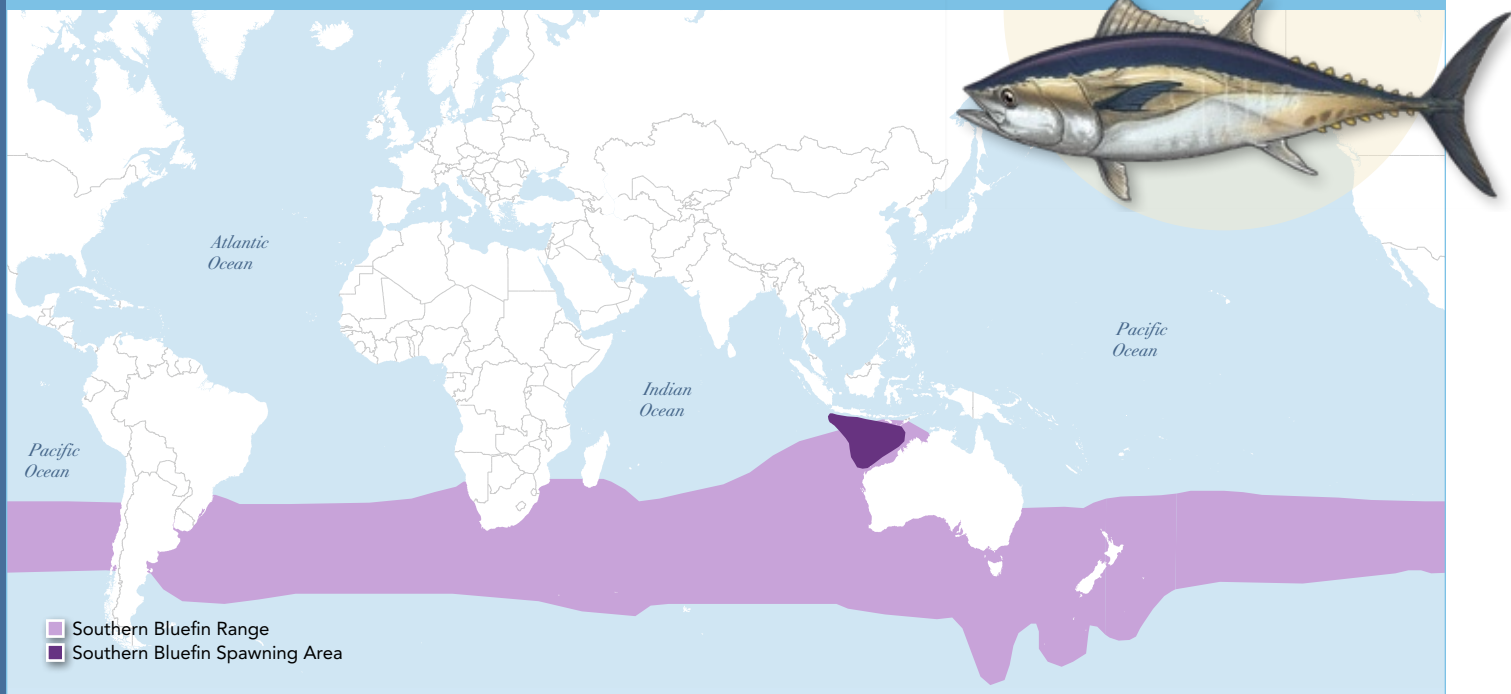 Atlantic
Ocean
Pacific
Ocean
Indian
Ocean
Pacific
Ocean
Southern Bluefin Range
Southern Bluefin Spawning Area